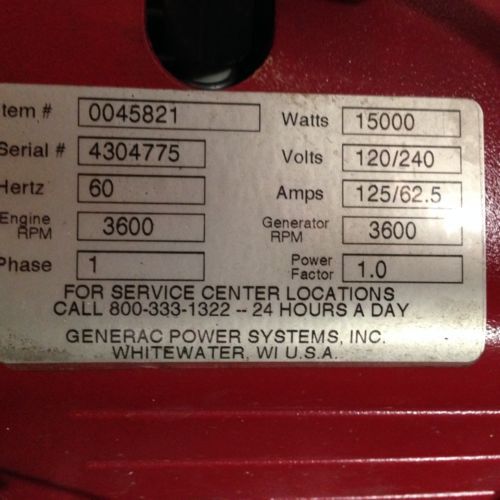 Item # 0045821 Watts 15000
Serial # 4304775 Volts 120/240
Hertz 60 Amps 125/62.5
Engine RPM 3600 Generator RPM 3600
Phase 1 Power Factor 1.0
FOR SERVICE CENTER LOCATIONS
CALL 800-333-1322 -- 24 HOURS A DAY
GENERAC POWER SYSTEMS, INC.
WHITEWATER, WI U.S.A.